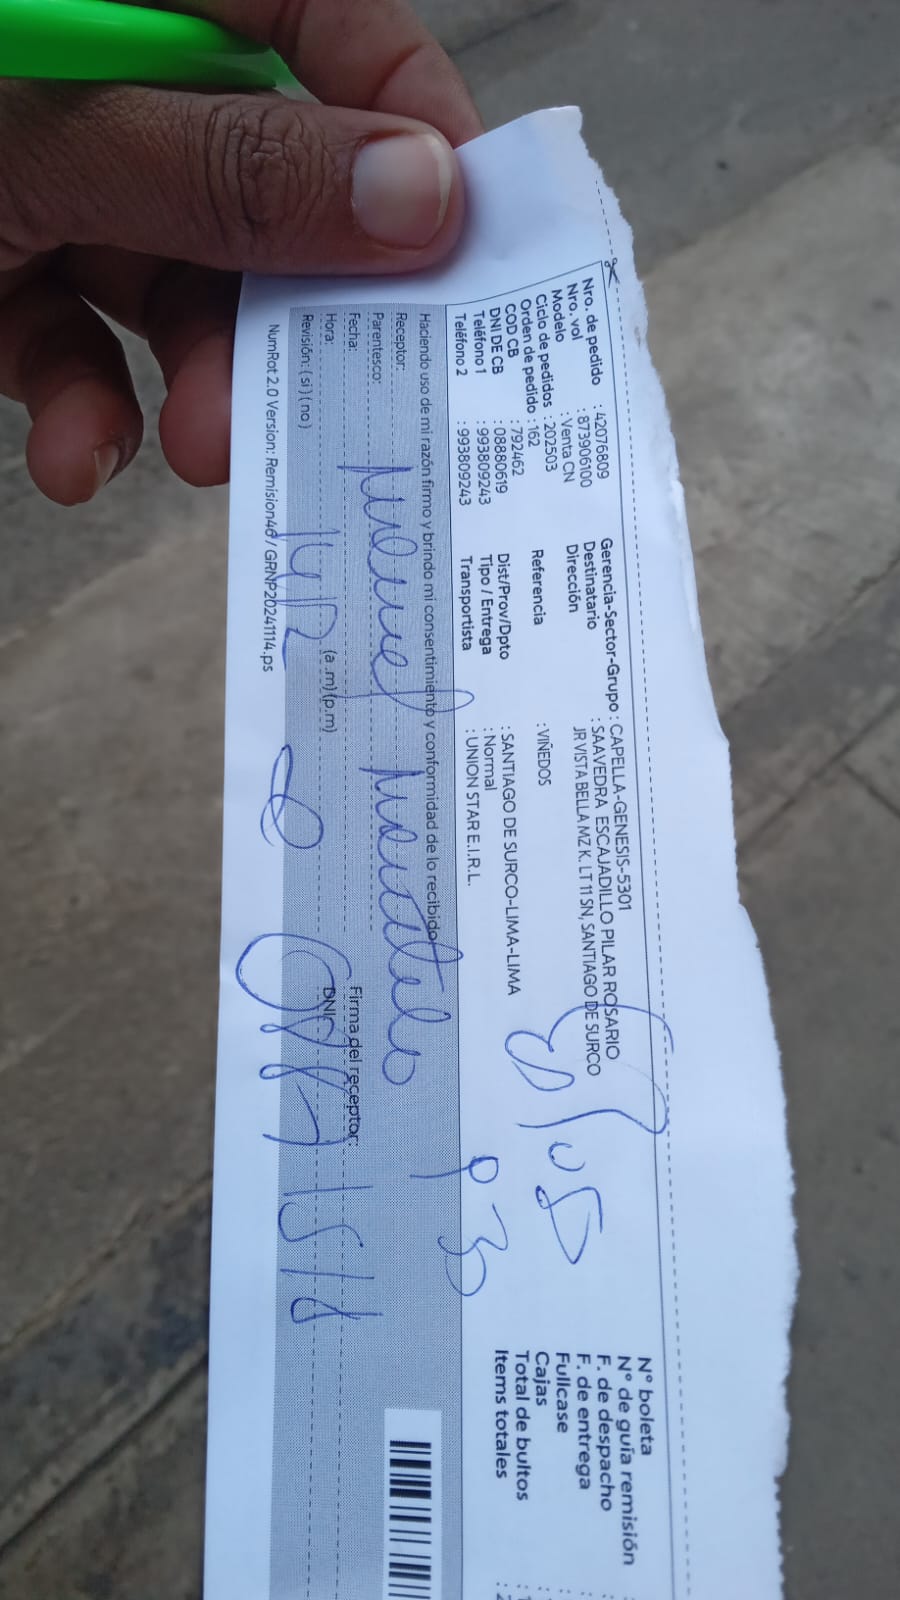 Nro. de pedido : 42076809
Nro. vol : 873906100
Modelo : Venta CN
Ciclo de pedidos : 202503
Orden de pedido : 162
COD CB : 792462
DNI DE CB : 08880619
Teléfono 1 : 993809243
Teléfono 2 : 993809243
Gerencia-Sector-Grupo : CAPELLA-GENESIS-5301
Destinatario : SAAVEDRA ESCAJADILLO PILAR ROSARIO
Dirección JR VISTA BELLA MZ K. LT 11 SN, SANTIAGO DE SURCO
Referencia : VIÑEDOS
Dist/Prov/Dpto : SANTIAGO DE SURCO-LIMA-LIMA
Tipo / Entrega : Normal
Transportista : UNION STAR E.I.R.L.
N° boleta
N° de guía remisión :
F. de despacho :
F. de entrega :
Fullcase :
Cajas :
Total de bultos :
Items totales :
Haciendo uso de mi razón firmo y brindo mi consentimiento y conformidad de lo recibido
Receptor:
Parentesco:
Fecha:
Hora: (a .m) (p.m)
Revisión: ( si ) ( no )
Firma del receptor:
DNI:
NumRot 2.0 Version: Remision46 / GRNP20241114.ps